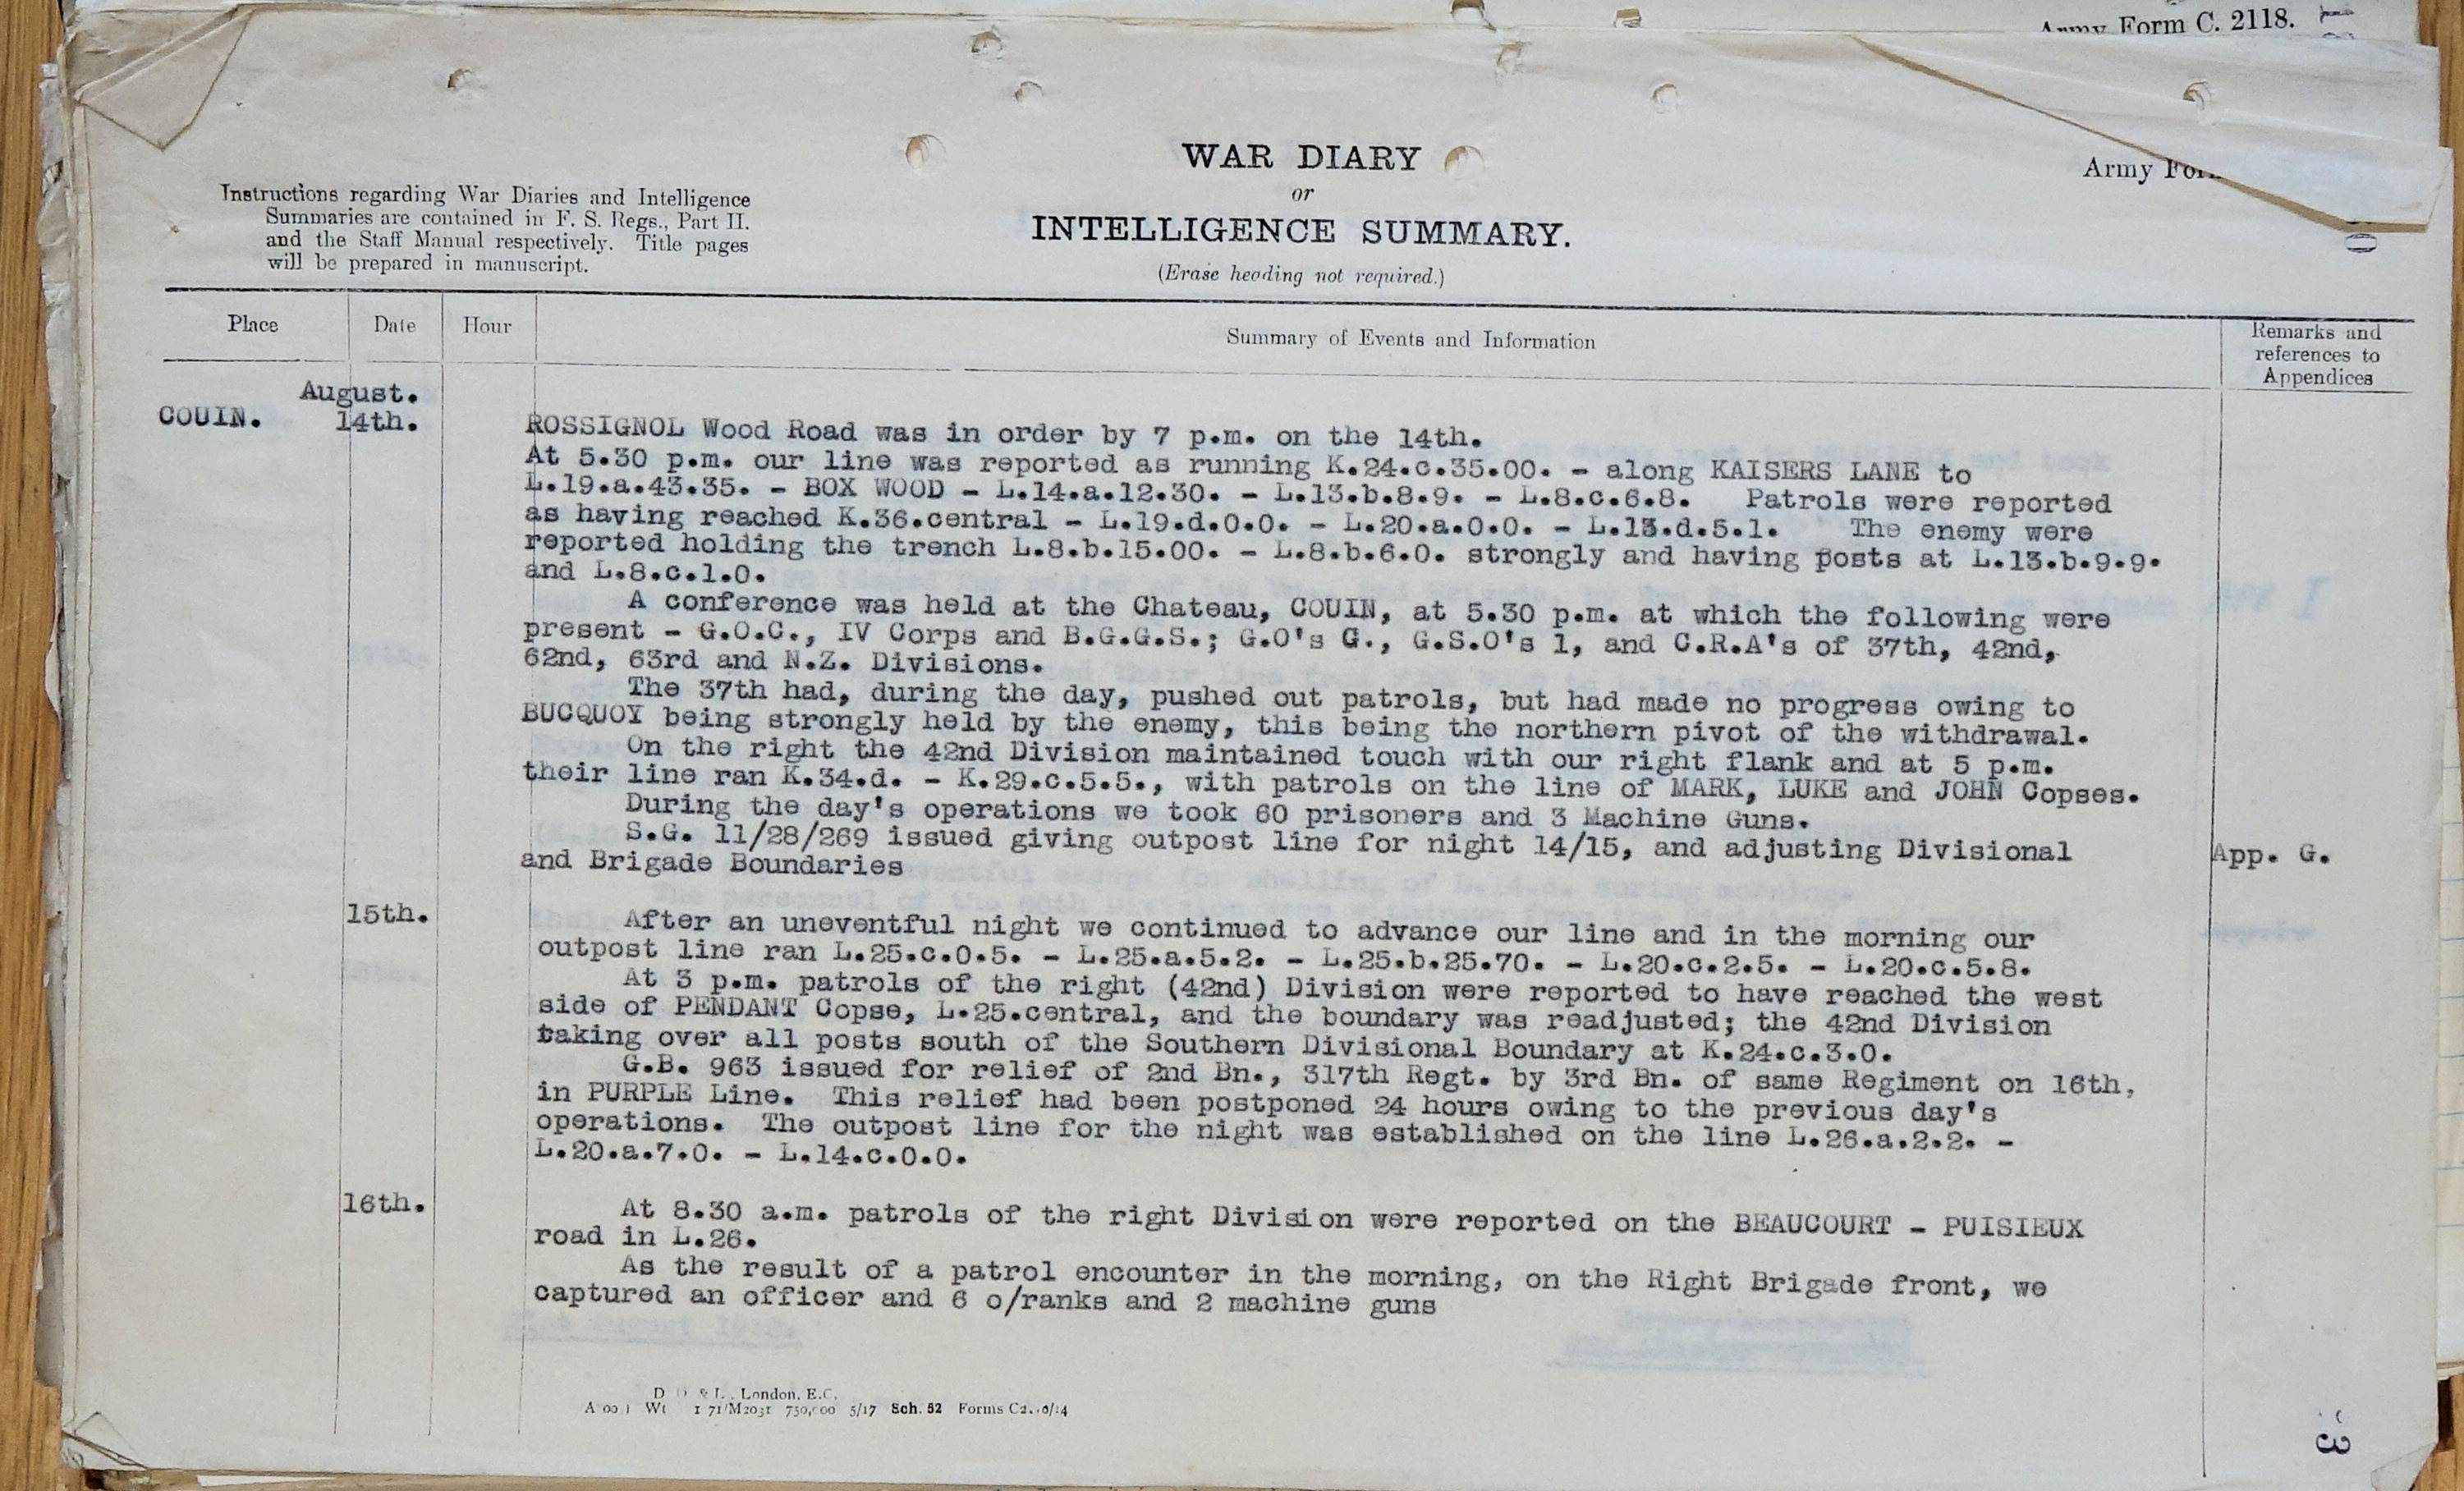 Army Form C. 2118.
WAR DIARY
or
INTELLIGENCE SUMMARY.
(Erase heading not required.)
Army
Instructions regarding War Diaries and Intelligence
Summaries are contained in F. S. Regs., Part II.
and the Staff Manual respectively. Title pages
will be prepared in manuscript.
Place
Date
Hour
Summary of Events and Information
Remarks and
references to
Appendices
August.
COUIN. 14th.
ROSSIGNOL Wood Road was in order by 7 p.m. on the 14th.
At 5.30 p.m. our line was reported as running K.24.c.35.00. - along KAISERS LANE to
L.19.a.43.35. - BOX WOOD - L.14.a.12.30. - L.13.b.8.9. - L.8.c.6.8. Patrols were reported
as having reached K.36.central - L.19.d.0.0. - L.20.a.0.0. - L.13.d.5.1. The enemy were
reported holding the trench L.8.b.15.00. - L.8.b.6.0. strongly and having posts at L.13.b.9.9.
and L.8.c.1.0.
A conference was held at the Chateau, COUIN, at 5.30 p.m. at which the following were
present - G.O.C., IV Corps and B.G.G.S.; G.O's G., G.S.O's 1, and C.R.A's of 37th, 42nd,
62nd, 63rd and N.Z. Divisions.
The 37th had, during the day, pushed out patrols, but had made no progress owing to
BUCQUOY being strongly held by the enemy, this being the northern pivot of the withdrawal.
On the right the 42nd Division maintained touch with our right flank and at 5 p.m.
their line ran K.34.d. - K.29.c.5.5., with patrols on the line of MARK, LUKE and JOHN Copses.
During the day's operations we took 60 prisoners and 3 Machine Guns.
S.G. 11/28/269 issued giving outpost line for night 14/15, and adjusting Divisional
and Brigade Boundaries
App. G.
15th.
After an uneventful night we continued to advance our line and in the morning our
outpost line ran L.25.c.0.5. - L.25.a.5.2. - L.25.b.25.70. - L.20.c.2.5. - L.20.c.5.8.
At 3 p.m. patrols of the right (42nd) Division were reported to have reached the west
side of PENDANT Copse, L.25.central, and the boundary was readjusted; the 42nd Division
taking over all posts south of the Southern Divisional Boundary at K.24.c.3.0.
G.B. 963 issued for relief of 2nd Bn., 317th Regt. by 3rd Bn. of same Regiment on 16th,
in PURPLE Line. This relief had been postponed 24 hours owing to the previous day's
operations. The outpost line for the night was established on the line L.26.a.2.2. -
L.20.a.7.0. - L.14.c.0.0.
16th.
At 8.30 a.m. patrols of the right Division were reported on the BEAUCOURT - PUISIEUX
road in L.26.
As the result of a patrol encounter in the morning, on the Right Brigade front, we
captured an officer and 6 o/ranks and 2 machine guns
London, E.C.
5/17 Sch. 52 Forms
3